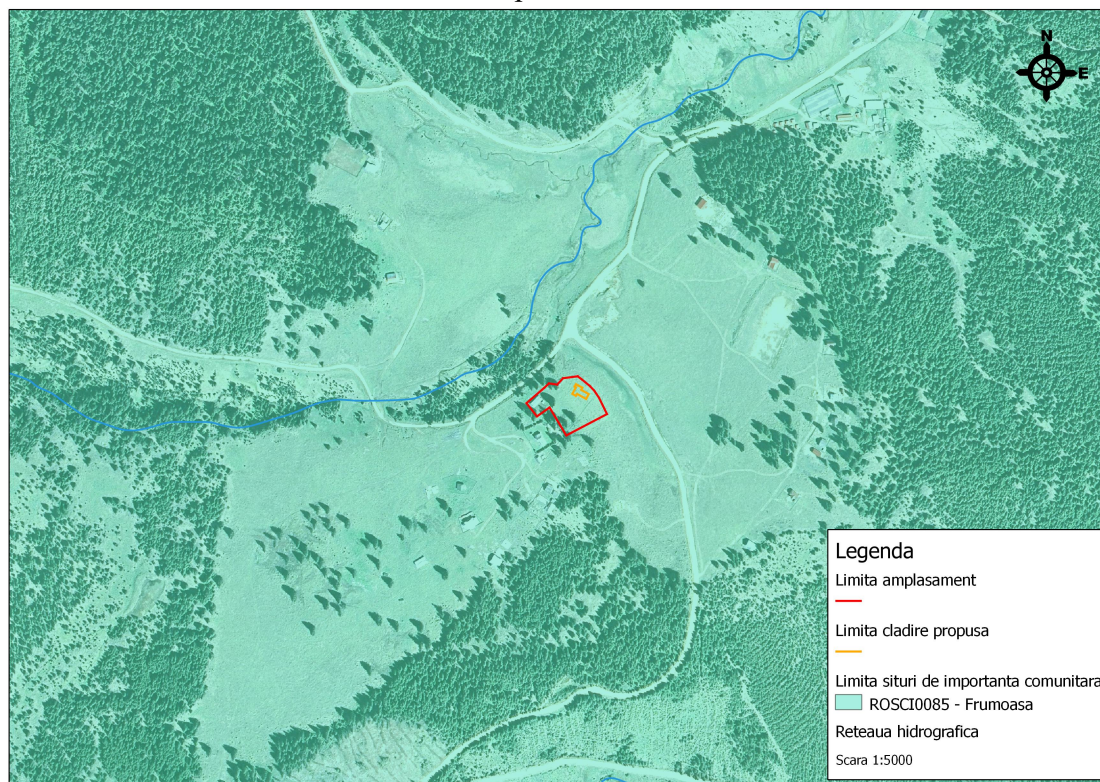 N
E
Legenda
Limita amplasament
Limita cladire propusa
Limita situri de importanta comunitara
ROSCI0085 - Frumoasa
Reteaua hidrografica
Scara 1:5000